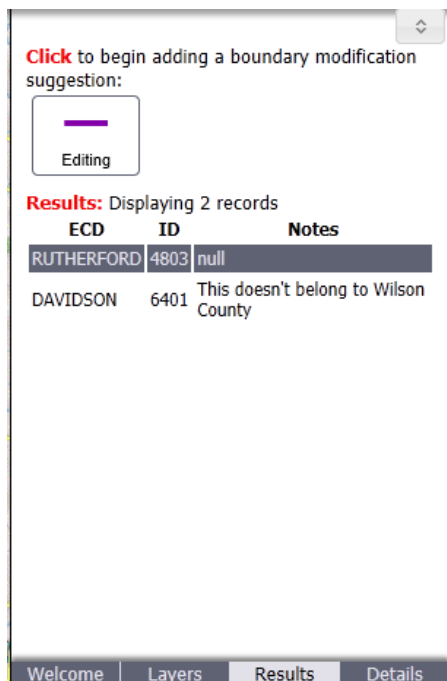 Click to begin adding a boundary modification
suggestion:
Editing
Results: Displaying 2 records
ECD ID Notes
RUTHERFORD 4803 null
DAVIDSON 6401 This doesn't belong to Wilson
County
Welcome Layers Results Details